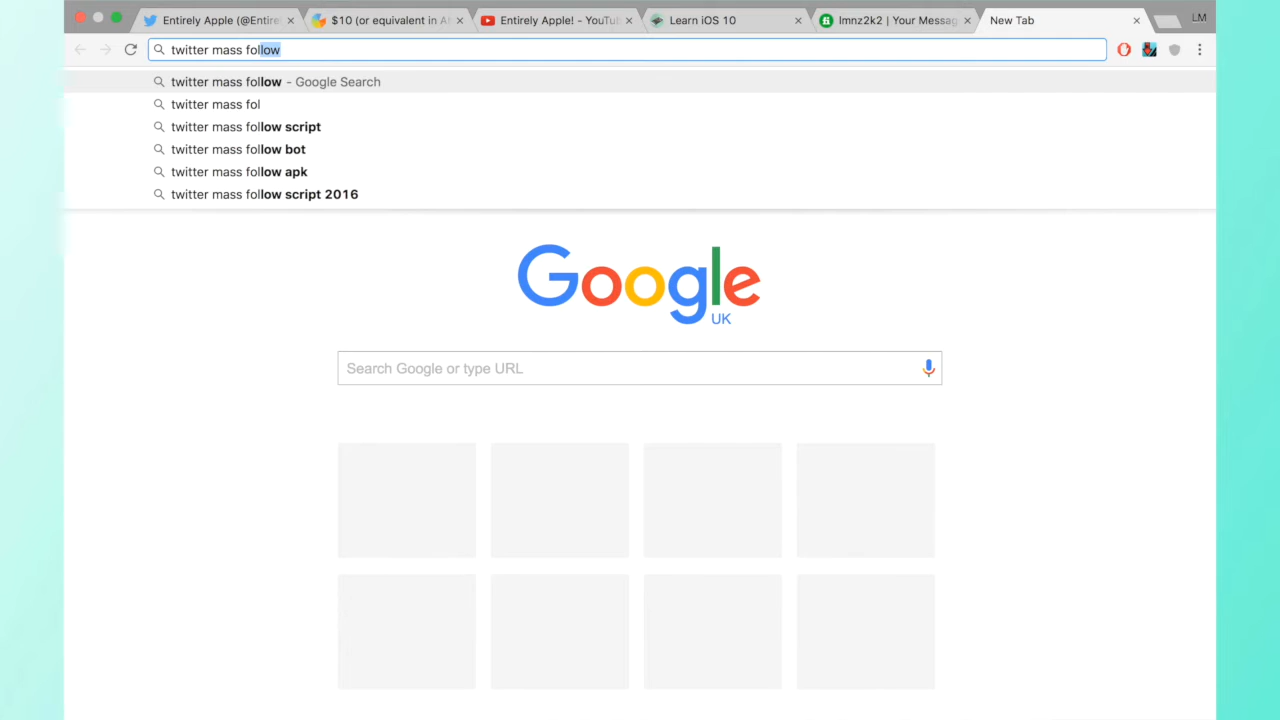 Entirely Apple (@Entire
$10 (or equivalent in A
Entirely Apple! - YouTub
Learn iOS 10
lmnz2k2 | Your Messag
New Tab
LM
twitter mass follow
twitter mass follow - Google Search
twitter mass fol
twitter mass follow script
twitter mass follow bot
twitter mass follow apk
twitter mass follow script 2016
Google
UK
Search Google or type URL